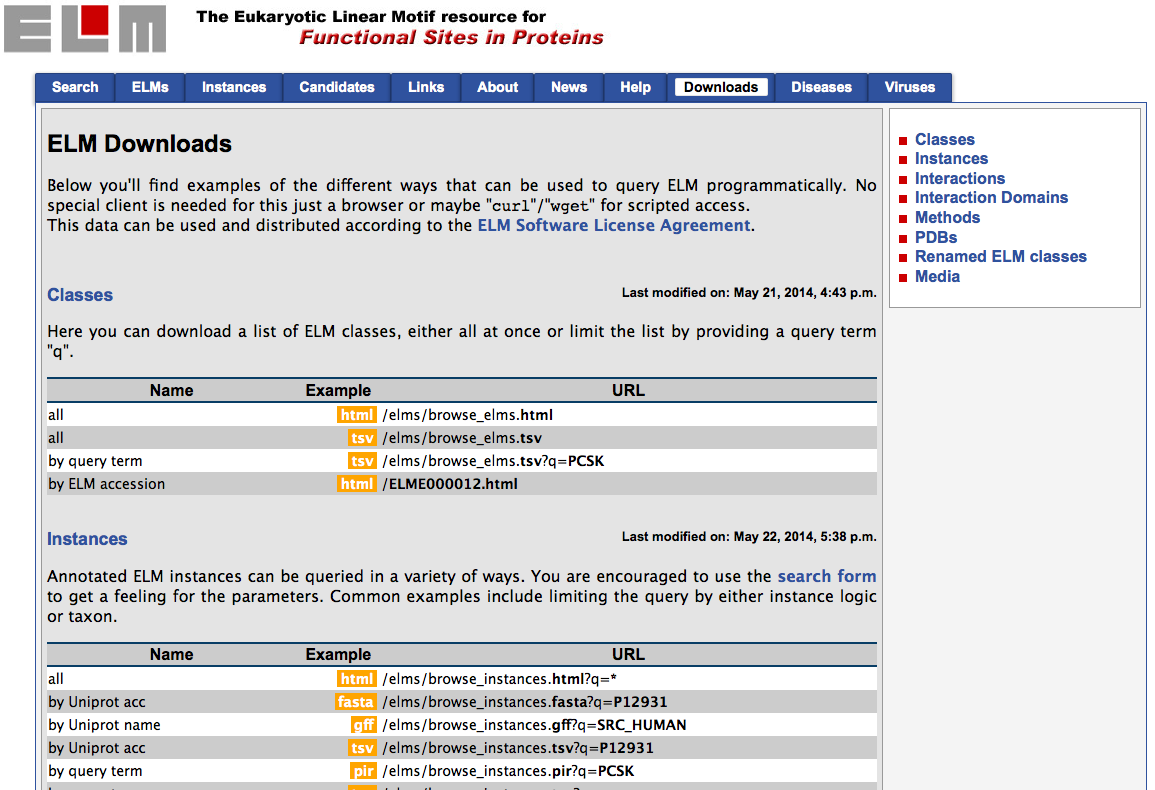 ELM
The Eukaryotic Linear Motif resource for
Functional Sites in Proteins
Search ELMs Instances Candidates Links About News Help Downloads Diseases Viruses
ELM Downloads
Below you'll find examples of the different ways that can be used to query ELM programmatically. No
special client is needed for this just a browser or maybe "curl"/"wget" for scripted access.
This data can be used and distributed according to the ELM Software License Agreement.
Classes Last modified on: May 21, 2014, 4:43 p.m.
Here you can download a list of ELM classes, either all at once or limit the list by providing a query term
"q".
Name Example URL
all html /elms/browse_elms.html
all tsv /elms/browse_elms.tsv
by query term tsv /elms/browse_elms.tsv?q=PCSK
by ELM accession html /ELME000012.html
Instances Last modified on: May 22, 2014, 5:38 p.m.
Annotated ELM instances can be queried in a variety of ways. You are encouraged to use the search form
to get a feeling for the parameters. Common examples include limiting the query by either instance logic
or taxon.
Name Example URL
all html /elms/browse_instances.html?q=*
by Uniprot acc fasta /elms/browse_instances.fasta?q=P12931
by Uniprot name gff /elms/browse_instances.gff?q=SRC_HUMAN
by Uniprot acc tsv /elms/browse_instances.tsv?q=P12931
by query term pir /elms/browse_instances.pir?q=PCSK
Classes
Instances
Interactions
Interaction Domains
Methods
PDBs
Renamed ELM classes
Media